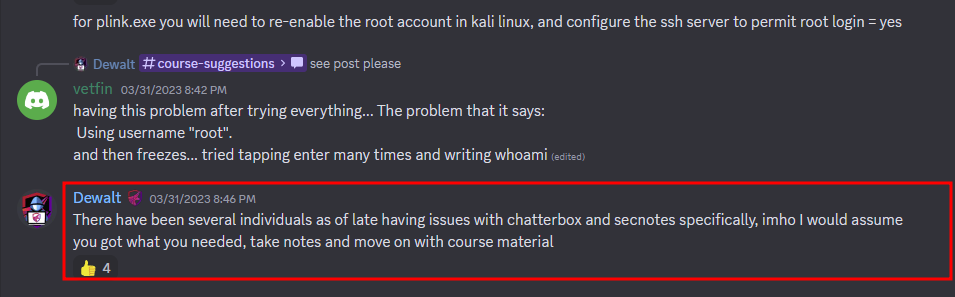 for plink.exe you will need to re-enable the root account in kali linux, and configure the ssh server to permit root login = yes
Dewalt # course-suggestions > see post please
vetfin 03/31/2023 8:42 PM
having this problem after trying everything... The problem that it says:
Using username "root".
and then freezes... tried tapping enter many times and writing whoami (edited)
Dewalt 03/31/2023 8:46 PM
There have been several individuals as of late having issues with chatterbox and secnotes specifically, imho I would assume
you got what you needed, take notes and move on with course material
👍 4